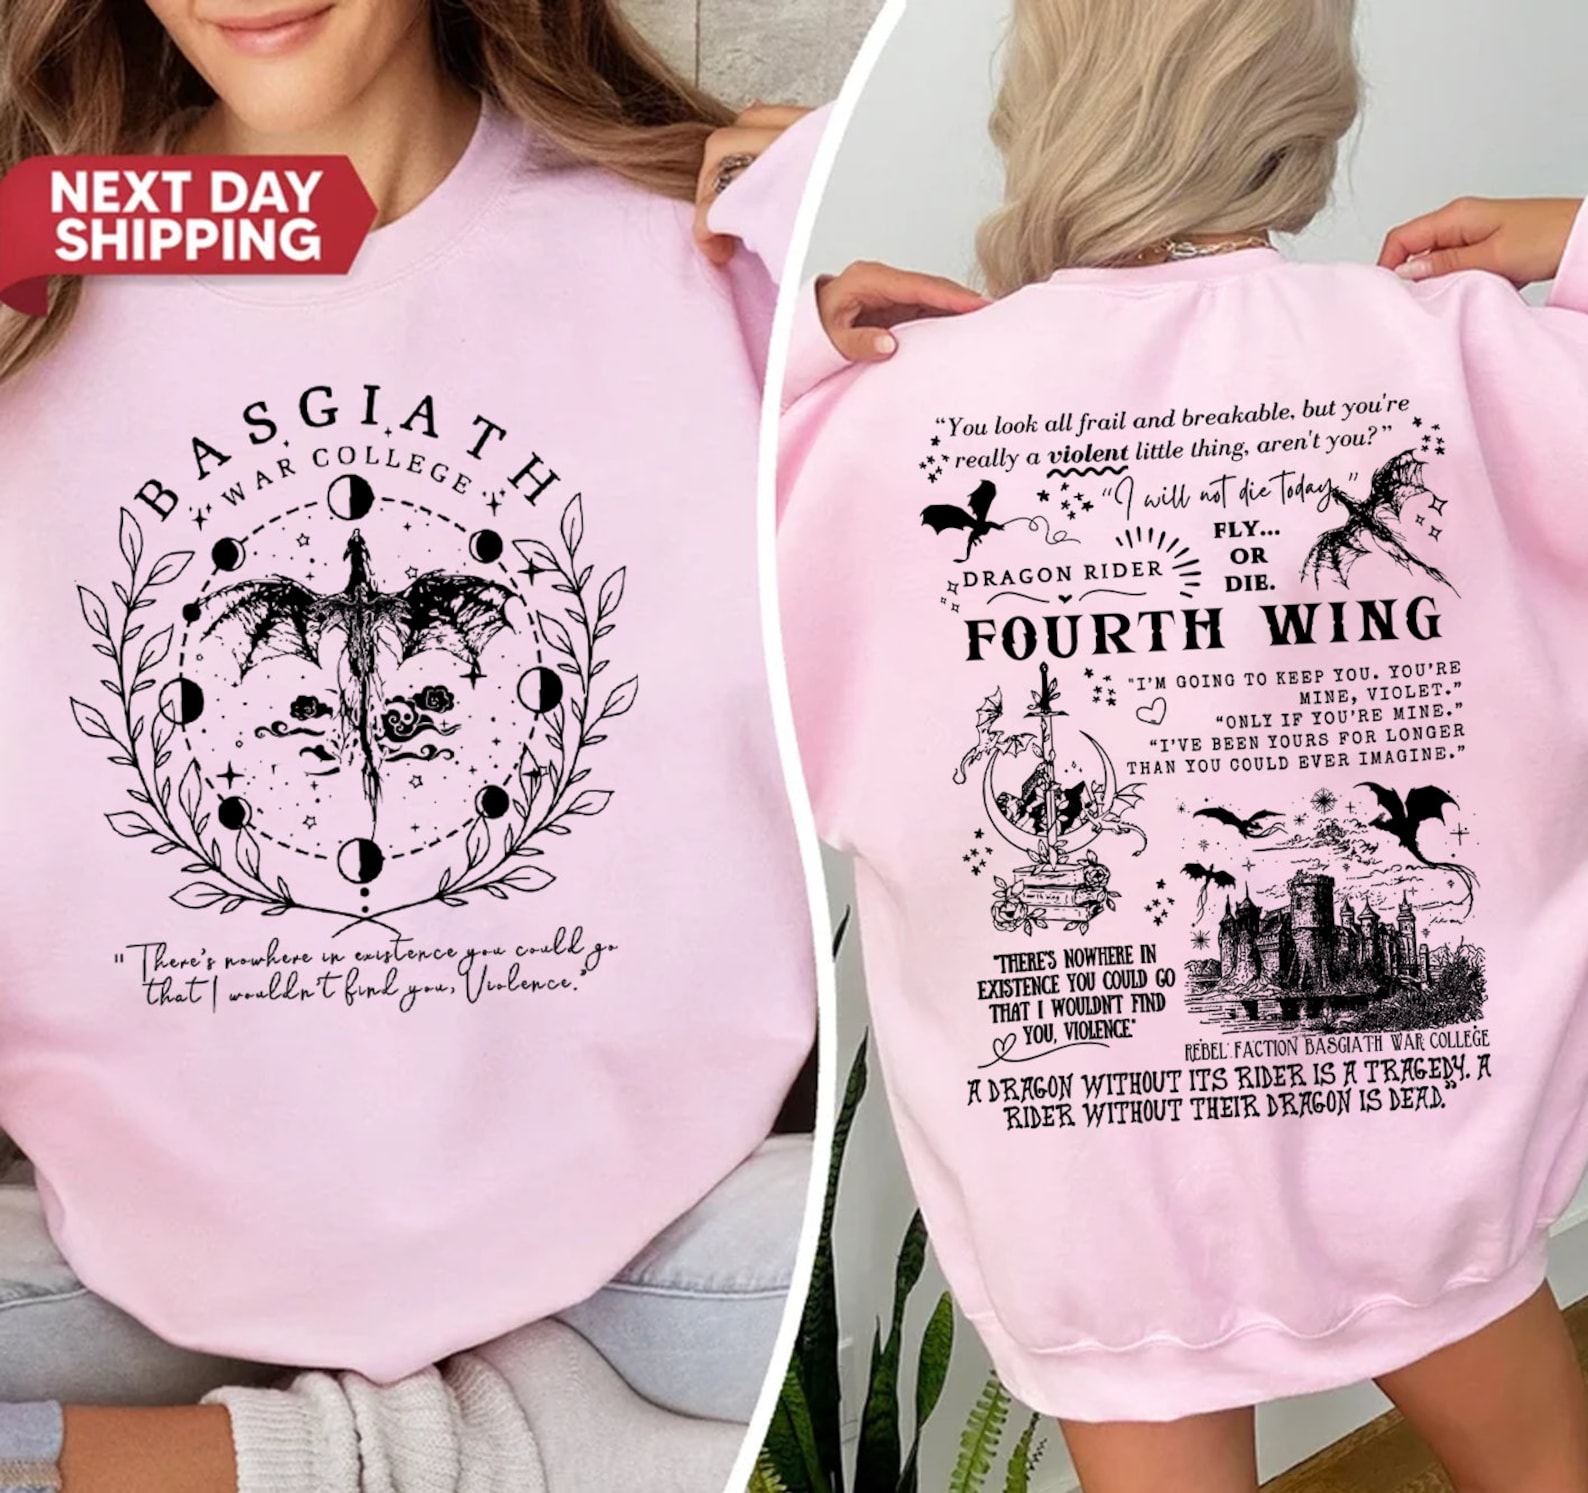 NEXT DAY
SHIPPING
BASGIATH
WAR COLLEGE
"There's nowhere in existence you could go
that I wouldn't find you, Violence."
"You look all frail and breakable, but you're
really a violent little thing, aren't you?"
"I will not die today."
FLY...
OR
DIE.
DRAGON RIDER
FOURTH WING
"I'M GOING TO KEEP YOU. YOU'RE
MINE, VIOLET."
"ONLY IF YOU'RE MINE."
"I'VE BEEN YOURS FOR LONGER
THAN YOU COULD EVER IMAGINE."
"THERE'S NOWHERE IN
EXISTENCE YOU COULD GO
THAT I WOULDN'T FIND
YOU, VIOLENCE"
REBEL FACTION BASGIATH WAR COLLEGE
A DRAGON WITHOUT ITS RIDER IS A TRAGEDY. A
RIDER WITHOUT THEIR DRAGON IS DEAD."